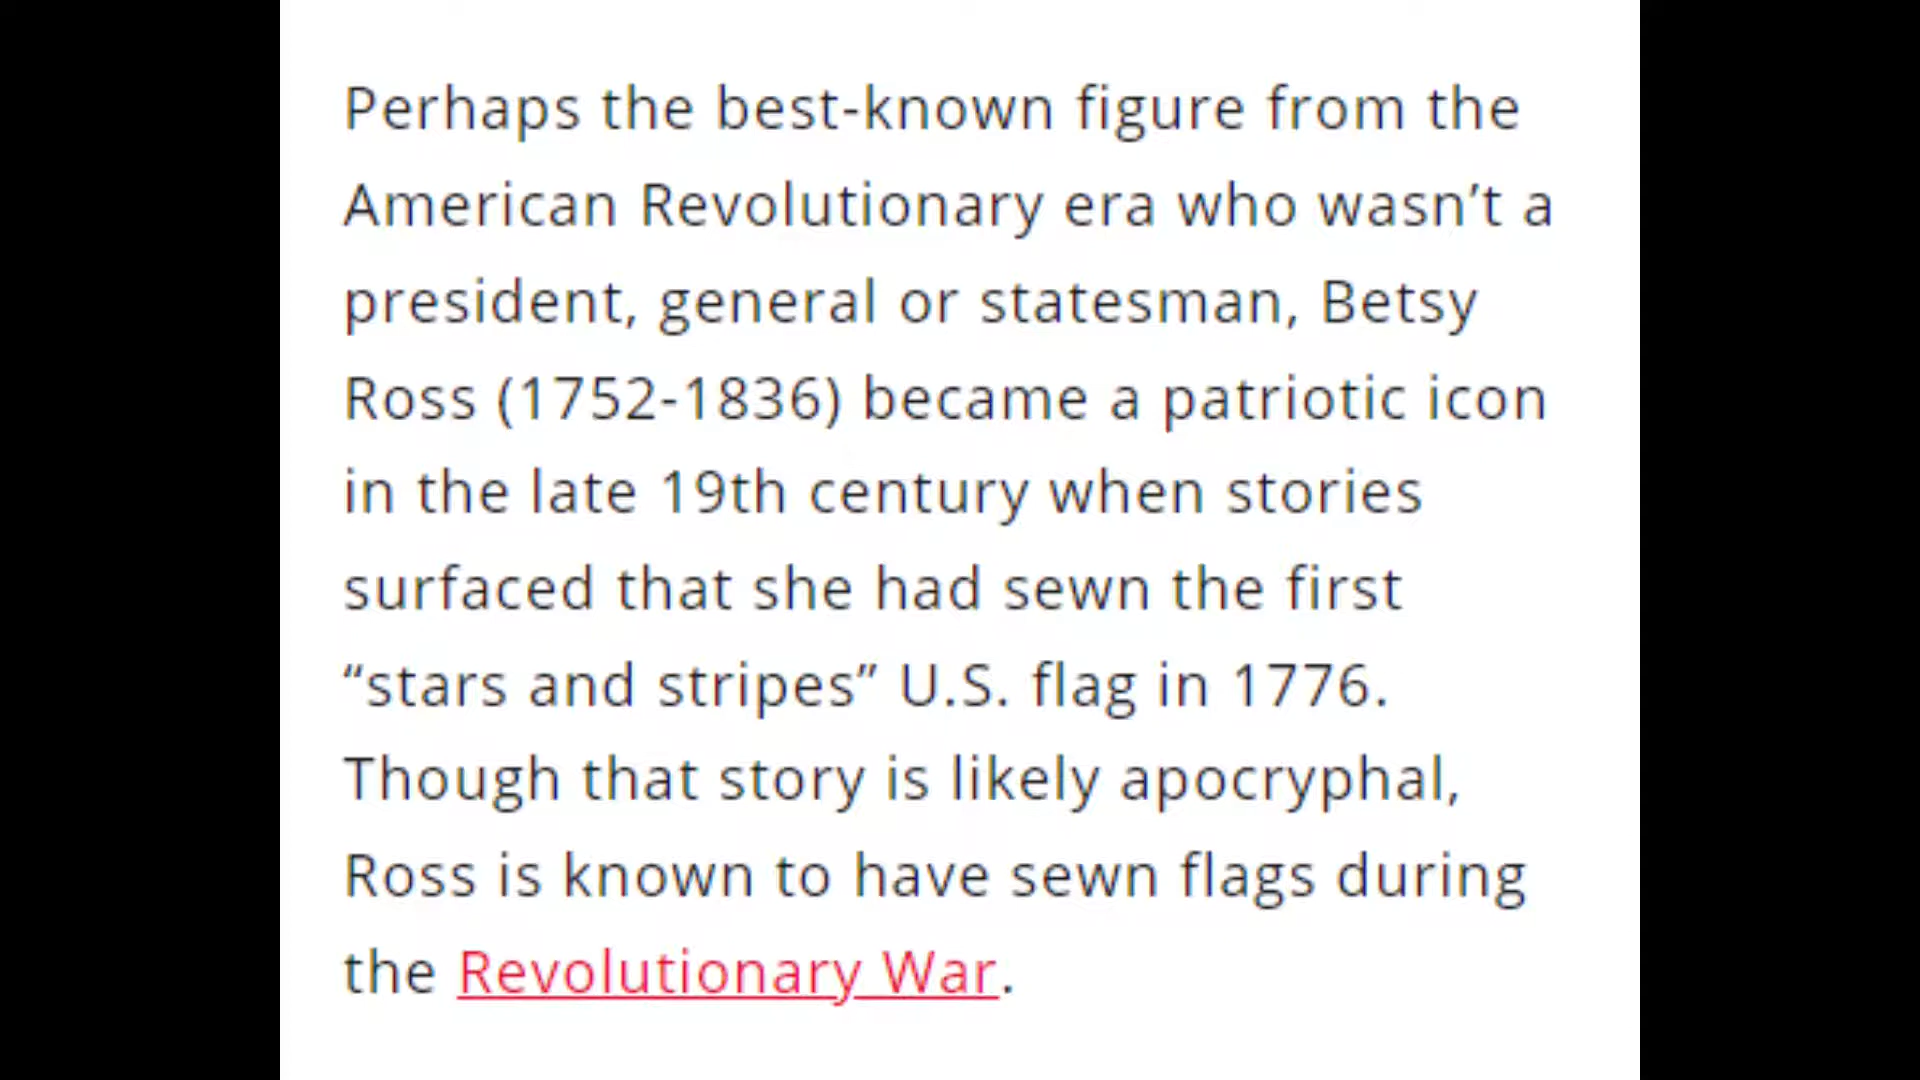 Perhaps the best-known figure from the
American Revolutionary era who wasn’t a
president, general or statesman, Betsy
Ross (1752-1836) became a patriotic icon
in the late 19th century when stories
surfaced that she had sewn the first
“stars and stripes” U.S. flag in 1776.
Though that story is likely apocryphal,
Ross is known to have sewn flags during
the Revolutionary War.